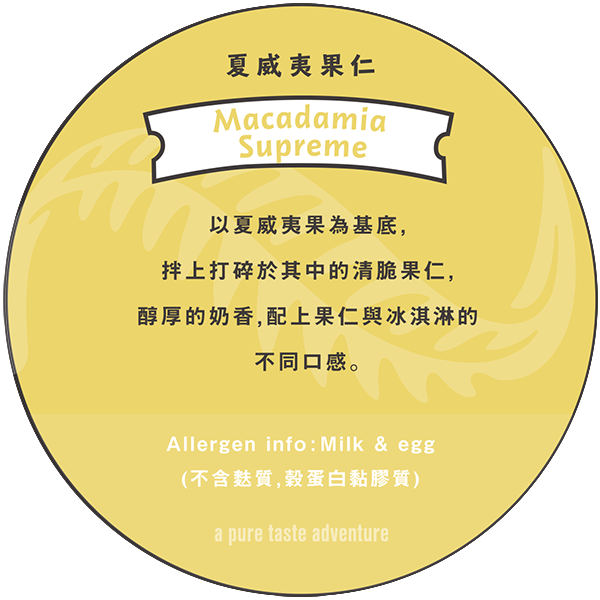 夏威夷果仁
Macadamia
Supreme
以夏威夷果為基底,
拌上打碎於其中的清脆果仁,
醇厚的奶香,配上果仁與冰淇淋的
不同口感。
Allergen info:Milk & egg
(不含麩質,穀蛋白黏膠質)
a pure taste adventure